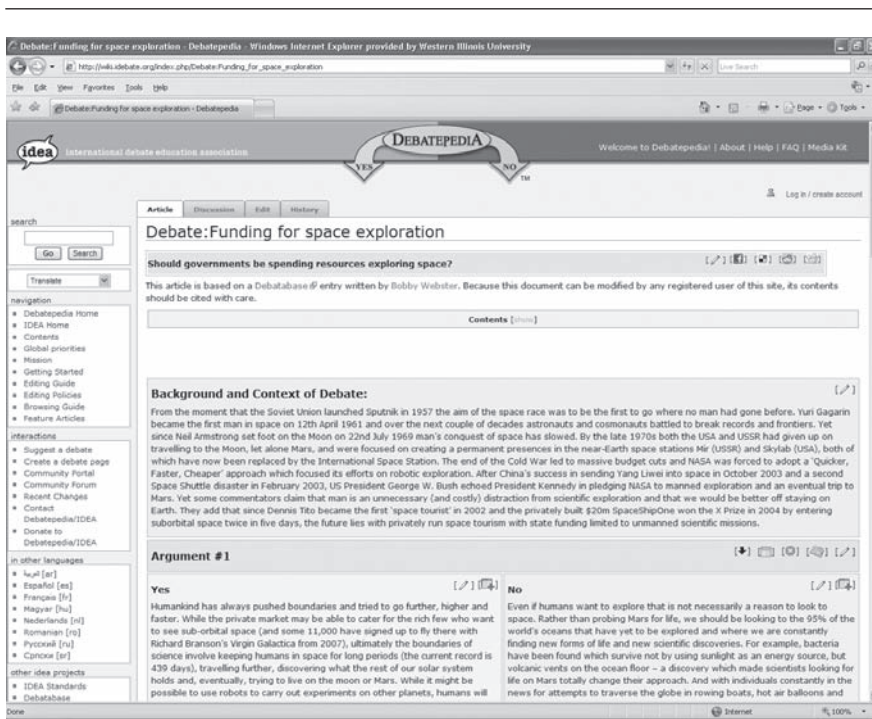 Debate:Funding for space exploration - Debatepedia - Windows Internet Explorer provided by Western Illinois University
http://wiki.idebate.org/index.php/Debate:Funding_for_space_exploration
Live Search
File Edit View Favorites Tools Help
Debate:Funding for space exploration - Debatepedia
Page Tools
idea international debate education association
DEBATEPEDIA
YES NO TM
Welcome to Debatepedia! | About | Help | FAQ | Media Kit
Log in / create account
Article Discussion Edit History
search
Go Search
Translate
navigation
Debatepedia Home
IDEA Home
Contents
Global priorities
Mission
Getting Started
Editing Guide
Editing Policies
Browsing Guide
Feature Articles
interactions
Suggest a debate
Create a debate page
Community Portal
Community Forum
Recent Changes
Contact
Debatepedia/IDEA
Donate to
Debatepedia/IDEA
in other languages
[ar]
Español [es]
Français [fr]
Magyar [hu]
Nederlands [nl]
Romanian [ro]
Русский [ru]
Српски [sr]
other idea projects
IDEA Standards
Debatabase
Debate:Funding for space exploration
Should governments be spending resources exploring space?
This article is based on a Debatabase entry written by Bobby Webster. Because this document can be modified by any registered user of this site, its contents
should be cited with care.
Contents [show]
Background and Context of Debate:
From the moment that the Soviet Union launched Sputnik in 1957 the aim of the space race was to be the first to go where no man had gone before. Yuri Gagarin
became the first man in space on 12th April 1961 and over the next couple of decades astronauts and cosmonauts battled to break records and frontiers. Yet
since Neil Armstrong set foot on the Moon on 22nd July 1969 man's conquest of space has slowed. By the late 1970s both the USA and USSR had given up on
travelling to the Moon, let alone Mars, and were focused on creating a permanent presences in the near-Earth space stations Mir (USSR) and Skylab (USA), both of
which have now been replaced by the International Space Station. The end of the Cold War led to massive budget cuts and NASA was forced to adopt a 'Quicker,
Faster, Cheaper' approach which focused its efforts on robotic exploration. After China's success in sending Yang Liwei into space in October 2003 and a second
Space Shuttle disaster in February 2003, US President George W. Bush echoed President Kennedy in pledging NASA to manned exploration and an eventual trip to
Mars. Yet some commentators claim that man is an unnecessary (and costly) distraction from scientific exploration and that we would be better off staying on
Earth. They add that since Dennis Tito became the first 'space tourist' in 2002 and the privately built $20m SpaceShipOne won the X Prize in 2004 by entering
suborbital space twice in five days, the future lies with privately run space tourism with state funding limited to unmanned scientific missions.
Argument #1
Yes
Humankind has always pushed boundaries and tried to go further, higher and
faster. While the private market may be able to cater for the rich few who want
to see sub-orbital space (and some 11,000 have signed up to fly there with
Richard Branson's Virgin Galactica from 2007), ultimately the boundaries of
science involve keeping humans in space for long periods (the current record is
439 days), travelling further, discovering what the rest of our solar system
holds and, eventually, trying to live on the moon or Mars. While it might be
possible to use robots to carry out experiments on other planets, humans will
No
Even if humans want to explore that is not necessarily a reason to look to
space. Rather than probing Mars for life, we should be looking to the 95% of the
world's oceans that have yet to be explored and where we are constantly
finding new forms of life and new scientific discoveries. For example, bacteria
have been found which survive not by using sunlight as an energy source, but
volcanic vents on the ocean floor – a discovery which made scientists looking for
life on Mars totally change their approach. And with individuals constantly in the
news for attempts to traverse the globe in rowing boats, hot air balloons and
Done Internet 100%